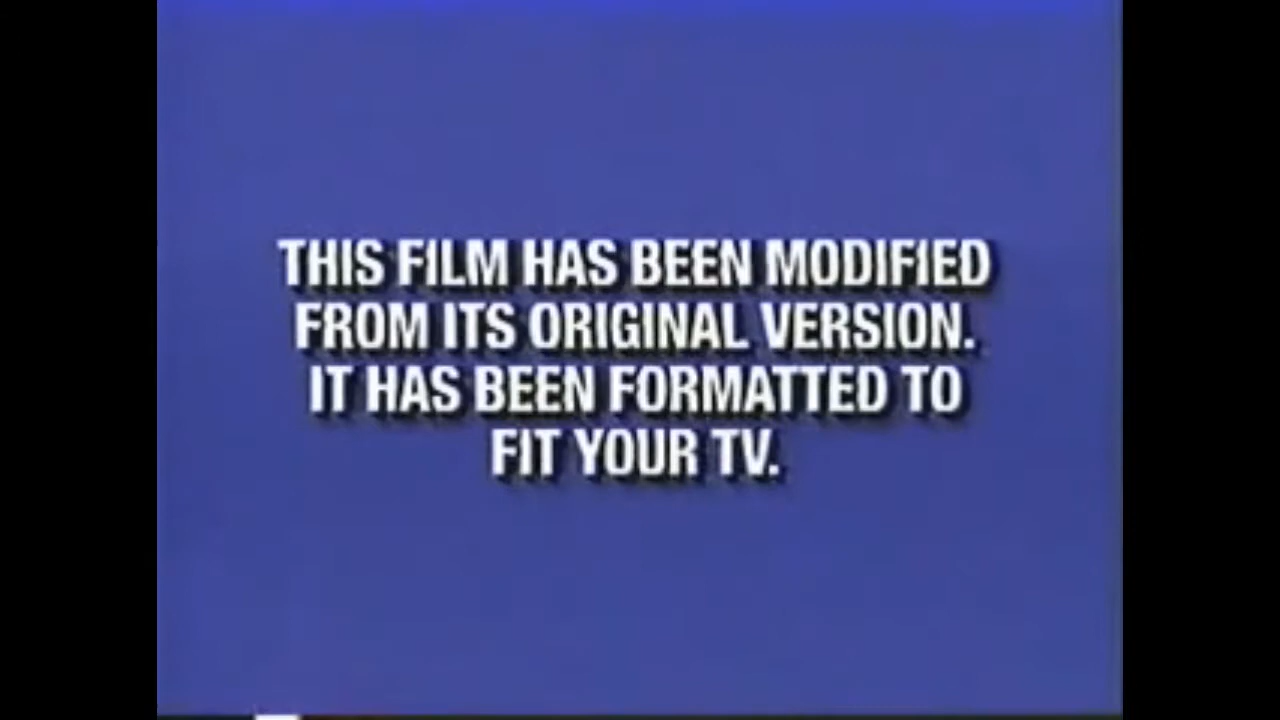 THIS FILM HAS BEEN MODIFIED
FROM ITS ORIGINAL VERSION.
IT HAS BEEN FORMATTED TO
FIT YOUR TV.